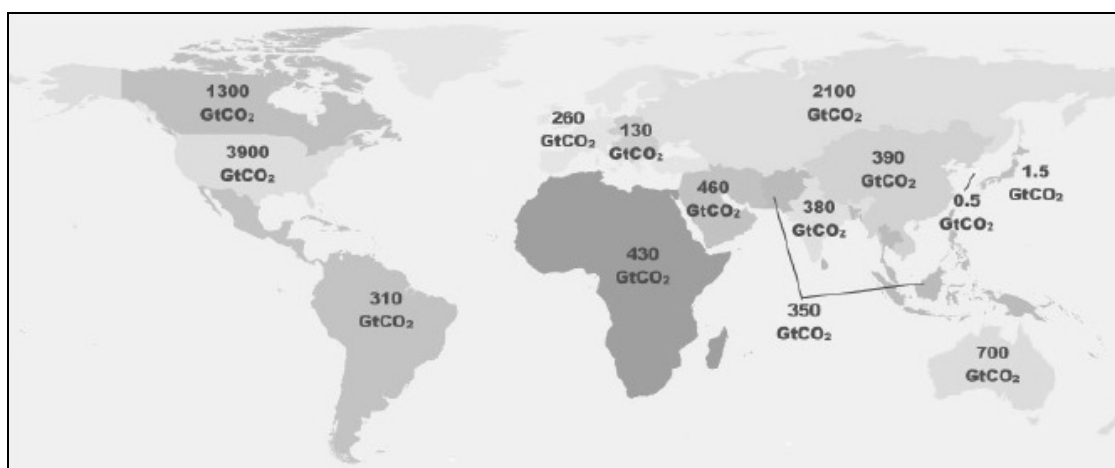 1300
GtCO₂
3900
GtCO₂
310
GtCO₂
260
GtCO₂
130
GtCO₂
2100
GtCO₂
390
GtCO₂
460
GtCO₂
380
GtCO₂
0.5
GtCO₂
1.5
GtCO₂
430
GtCO₂
350
GtCO₂
700
GtCO₂